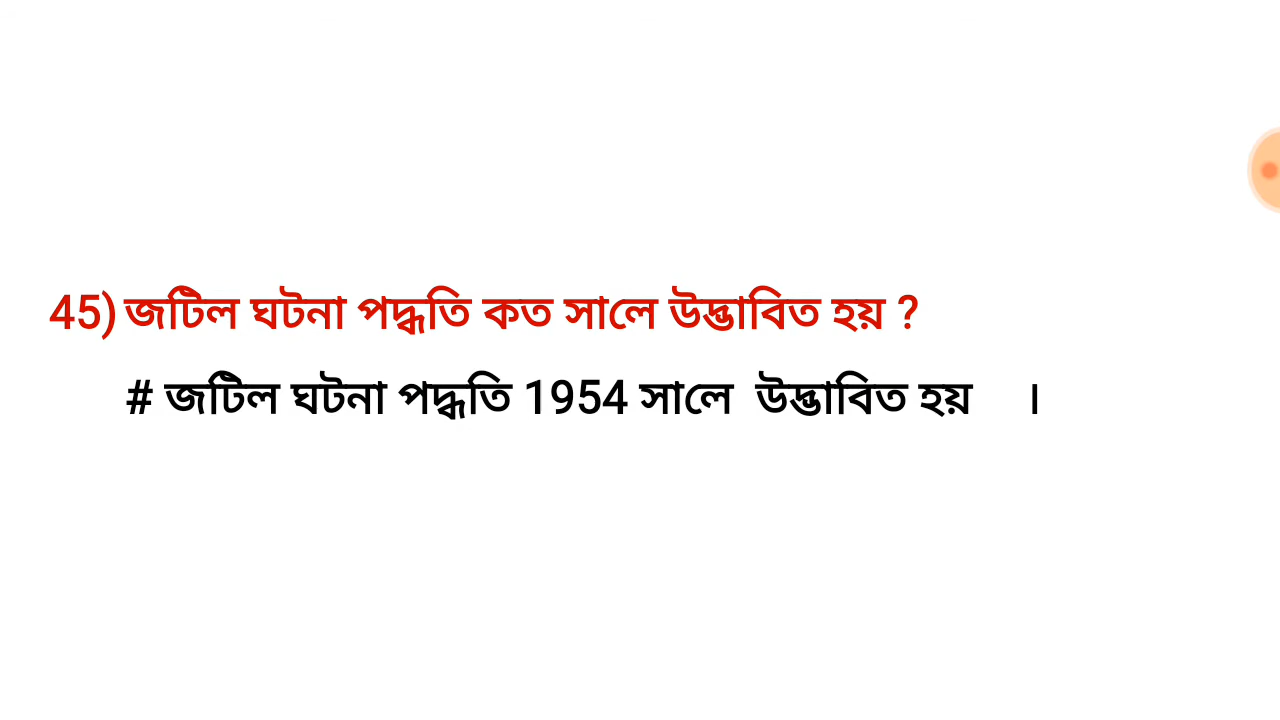 45) জটিল ঘটনা পদ্ধতি কত সালে উদ্ভাবিত হয় ?
# জটিল ঘটনা পদ্ধতি 1954 সালে উদ্ভাবিত হয় ।